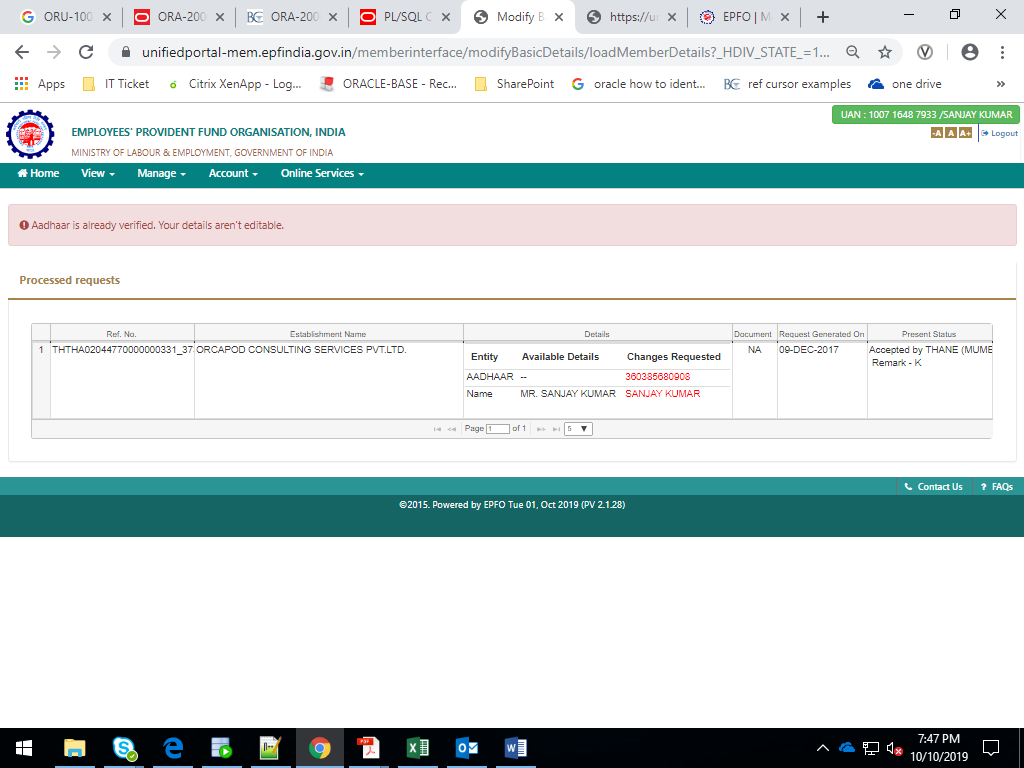 ORU-100 ORA-200 ORA-200 PL/SQL C Modify B https://u EPFO | M
unifiedportal-mem.epfindia.gov.in/memberinterface/modifyBasicDetails/loadMemberDetails?_HDIV_STATE_=1...
Apps IT Ticket Citrix XenApp - Log... ORACLE-BASE - Rec... SharePoint oracle how to ident... ref cursor examples one drive »
UAN : 1007 1648 7933 /SANJAY KUMAR
EMPLOYEES' PROVIDENT FUND ORGANISATION, INDIA
-A A A+ Logout
MINISTRY OF LABOUR & EMPLOYMENT, GOVERNMENT OF INDIA
Home View Manage Account Online Services
Aadhaar is already verified. Your details aren't editable.
Processed requests
Ref. No. Establishment Name Details Document Request Generated On Present Status
1 THTHA02044770000000331_37 ORCAPOD CONSULTING SERVICES PVT.LTD. NA 09-DEC-2017 Accepted by THANE (MUMB
Entity Available Details Changes Requested
Remark - K
AADHAAR -- 360385680908
Name MR. SANJAY KUMAR SANJAY KUMAR
Page 1 of 1 5
Contact Us ? FAQs
©2015. Powered by EPFO Tue 01, Oct 2019 (PV 2.1.28)
7:47 PM
10/10/2019